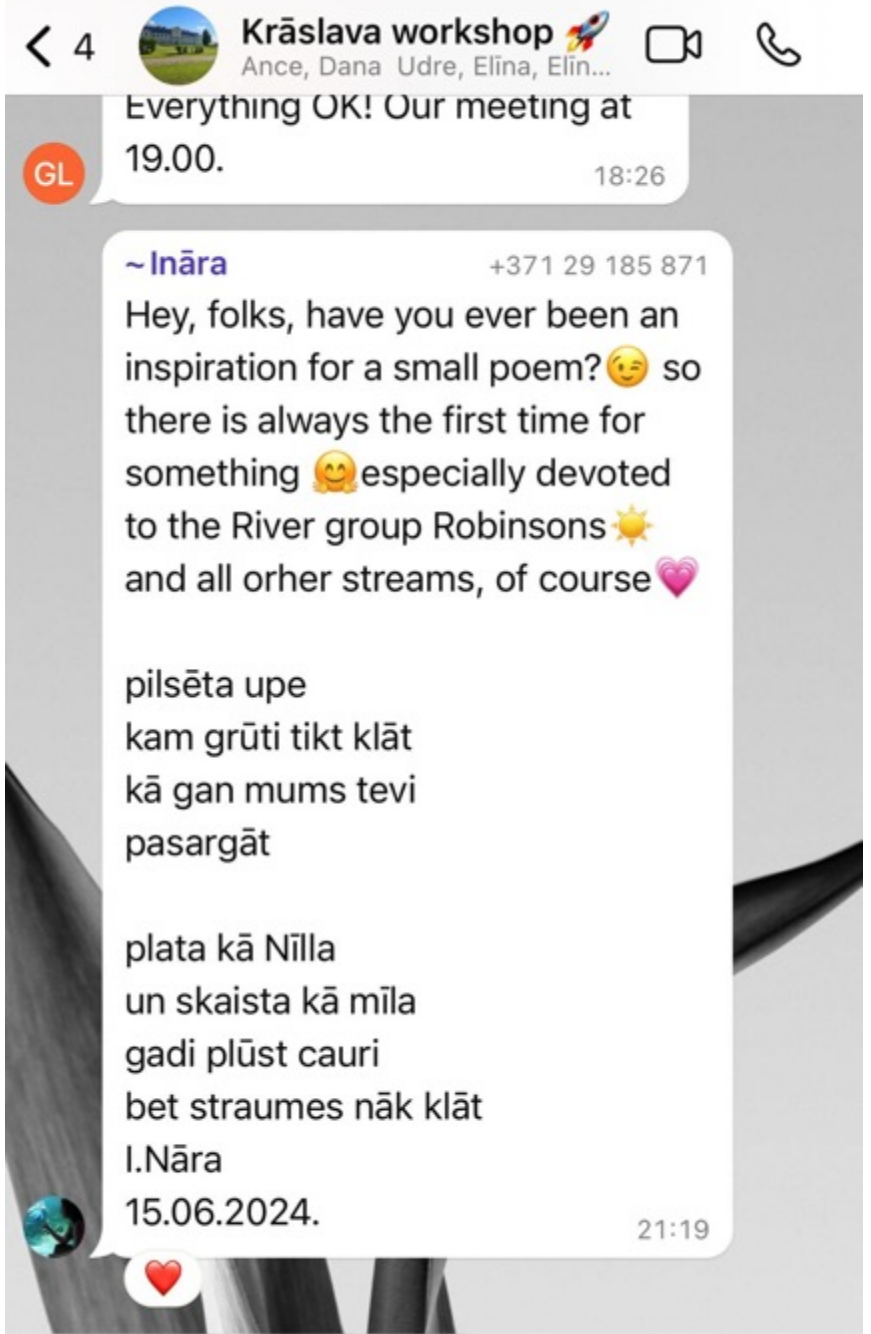 4
Krāslava workshop 🚀
Ance, Dana Udre, Elīna, Elīn...
Everything OK! Our meeting at
19.00.
18:26
GL
~Ināra +371 29 185 871
Hey, folks, have you ever been an
inspiration for a small poem?😉 so
there is always the first time for
something 🤗especially devoted
to the River group Robinsons☀️
and all orher streams, of course💗
pilsēta upe
kam grūti tikt klāt
kā gan mums tevi
pasargāt
plata kā Nīlla
un skaista kā mīla
gadi plūst cauri
bet straumes nāk klāt
I.Nāra
15.06.2024.
21:19
❤️